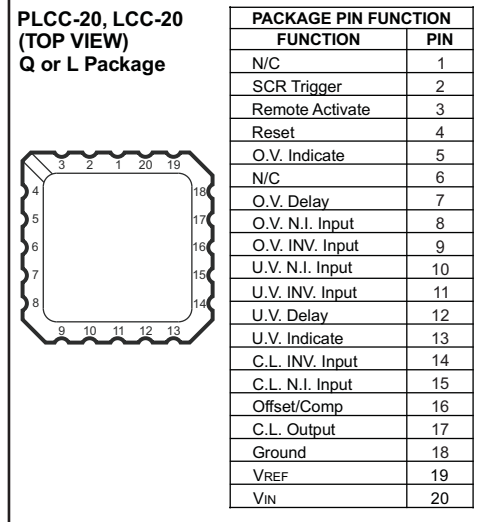 PLCC-20, LCC-20
(TOP VIEW)
Q or L Package
3 2 1 20 19
4 18
5 17
6 16
7 15
8 14
9 10 11 12 13
PACKAGE PIN FUNCTION
FUNCTION PIN
N/C 1
SCR Trigger 2
Remote Activate 3
Reset 4
O.V. Indicate 5
N/C 6
O.V. Delay 7
O.V. N.I. Input 8
O.V. INV. Input 9
U.V. N.I. Input 10
U.V. INV. Input 11
U.V. Delay 12
U.V. Indicate 13
C.L. INV. Input 14
C.L. N.I. Input 15
Offset/Comp 16
C.L. Output 17
Ground 18
VREF 19
VIN 20